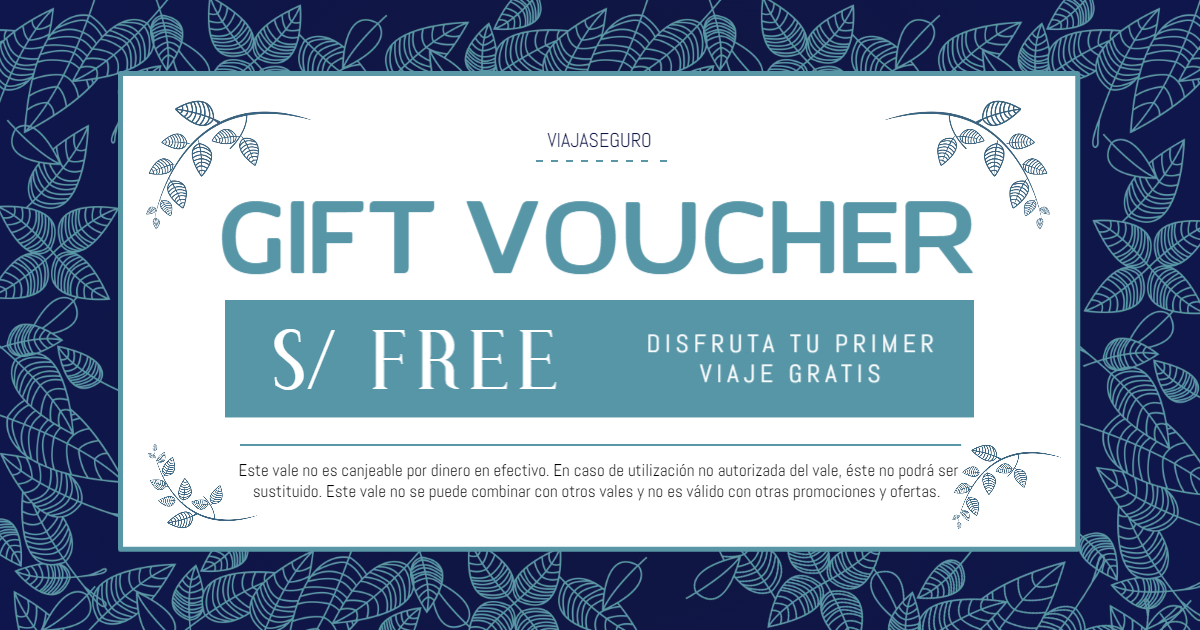 VIAJASEGURO
GIFT VOUCHER
S/ FREE
DISFRUTA TU PRIMER
VIAJE GRATIS
Este vale no es canjeable por dinero en efectivo. En caso de utilización no autorizada del vale, éste no podrá ser
sustituido. Este vale no se puede combinar con otros vales y no es válido con otras promociones y ofertas.